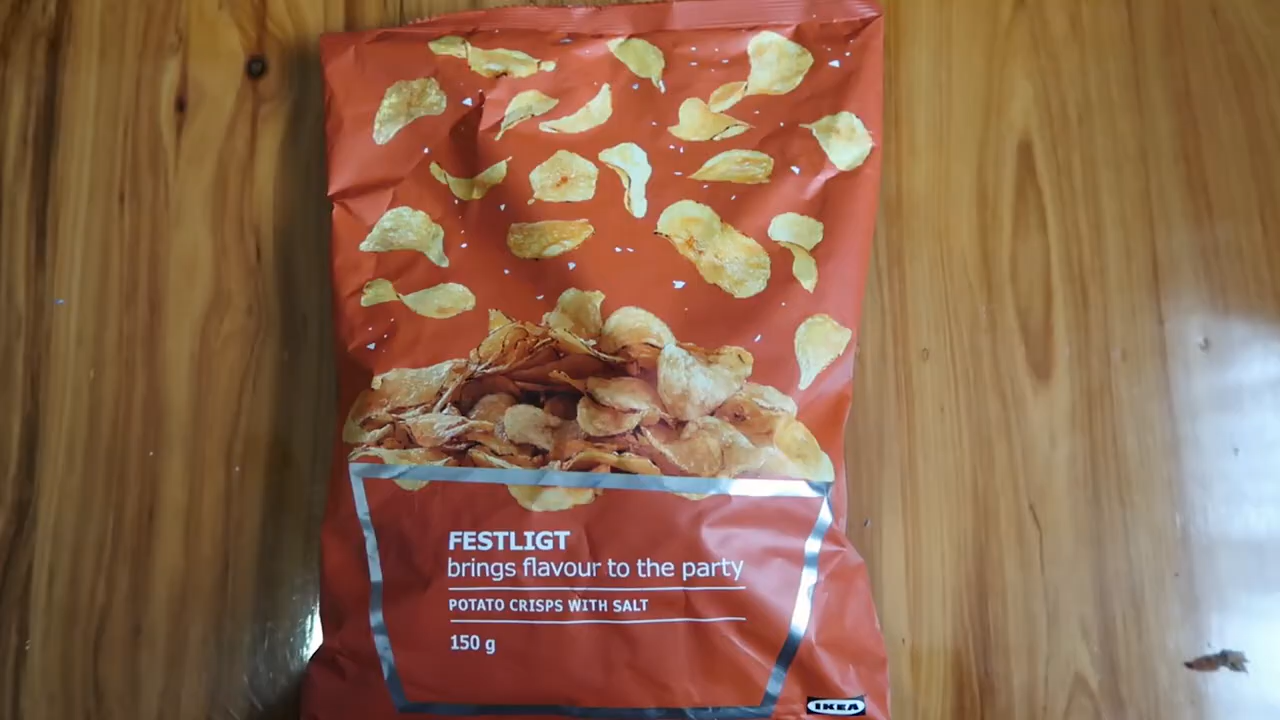 FESTLIGT
brings flavour to the party
POTATO CRISPS WITH SALT
150 g
IKEA